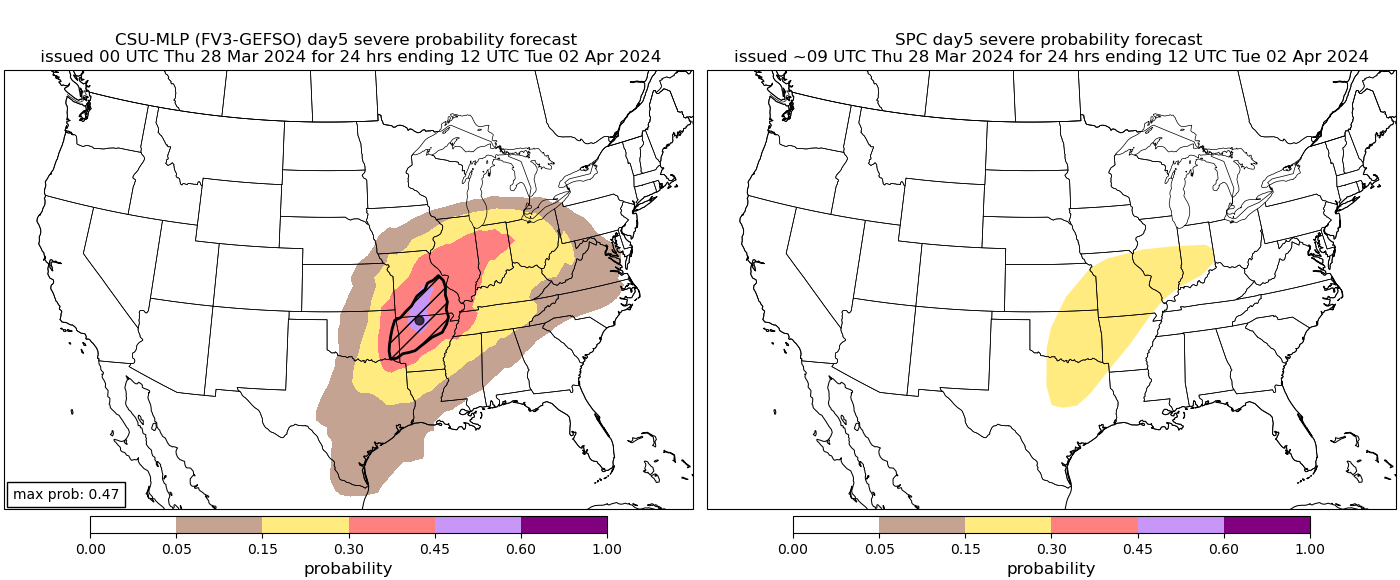 CSU-MLP (FV3-GEFSO) day5 severe probability forecast
issued 00 UTC Thu 28 Mar 2024 for 24 hrs ending 12 UTC Tue 02 Apr 2024
max prob: 0.47
0.00 0.05 0.15 0.30 0.45 0.60 1.00
probability
SPC day5 severe probability forecast
issued ~09 UTC Thu 28 Mar 2024 for 24 hrs ending 12 UTC Tue 02 Apr 2024
0.00 0.05 0.15 0.30 0.45 0.60 1.00
probability